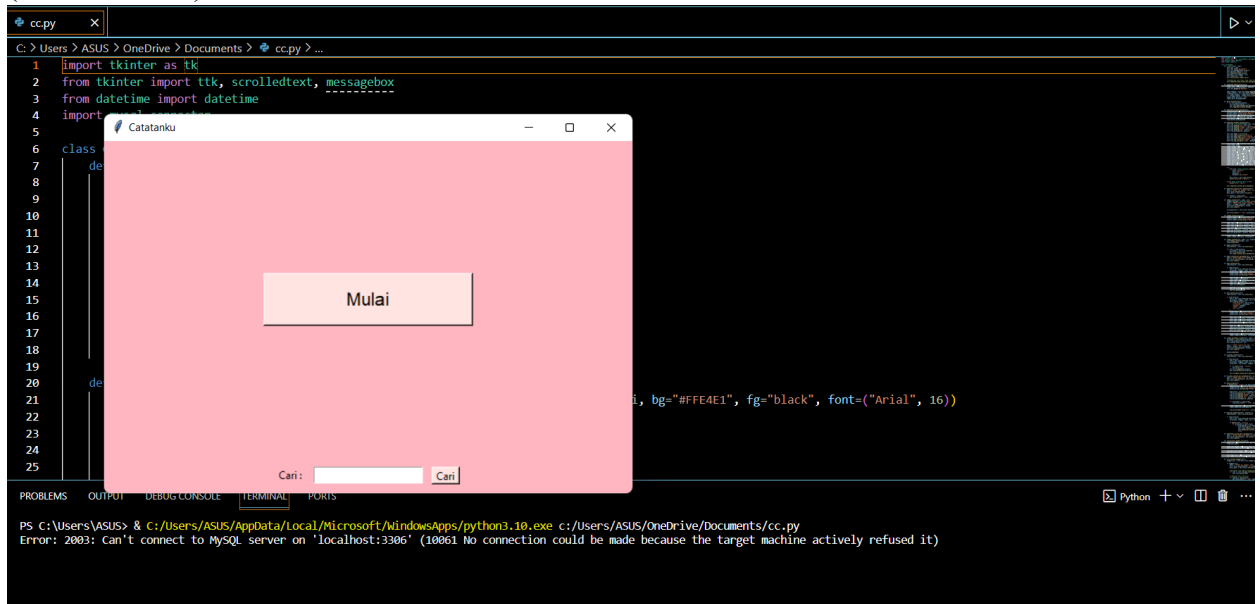 cc.py
C: > Users > ASUS > OneDrive > Documents > cc.py > ...
1 import tkinter as tk
2 from tkinter import ttk, scrolledtext, messagebox
3 from datetime import datetime
4 import
5
6 class
7 de
8
9
10
11
12
13
14
15
16
17
18
19
20 de
21 i, bg="#FFE4E1", fg="black", font=("Arial", 16))
22
23
24
25
Catatanku
Mulai
Cari :
Cari
PROBLEMS OUTPUT DEBUG CONSOLE TERMINAL PORTS
Python
PS C:\Users\ASUS> & C:/Users/ASUS/AppData/Local/Microsoft/WindowsApps/python3.10.exe c:/Users/ASUS/OneDrive/Documents/cc.py
Error: 2003: Can't connect to MySQL server on 'localhost:3306' (10061 No connection could be made because the target machine actively refused it)